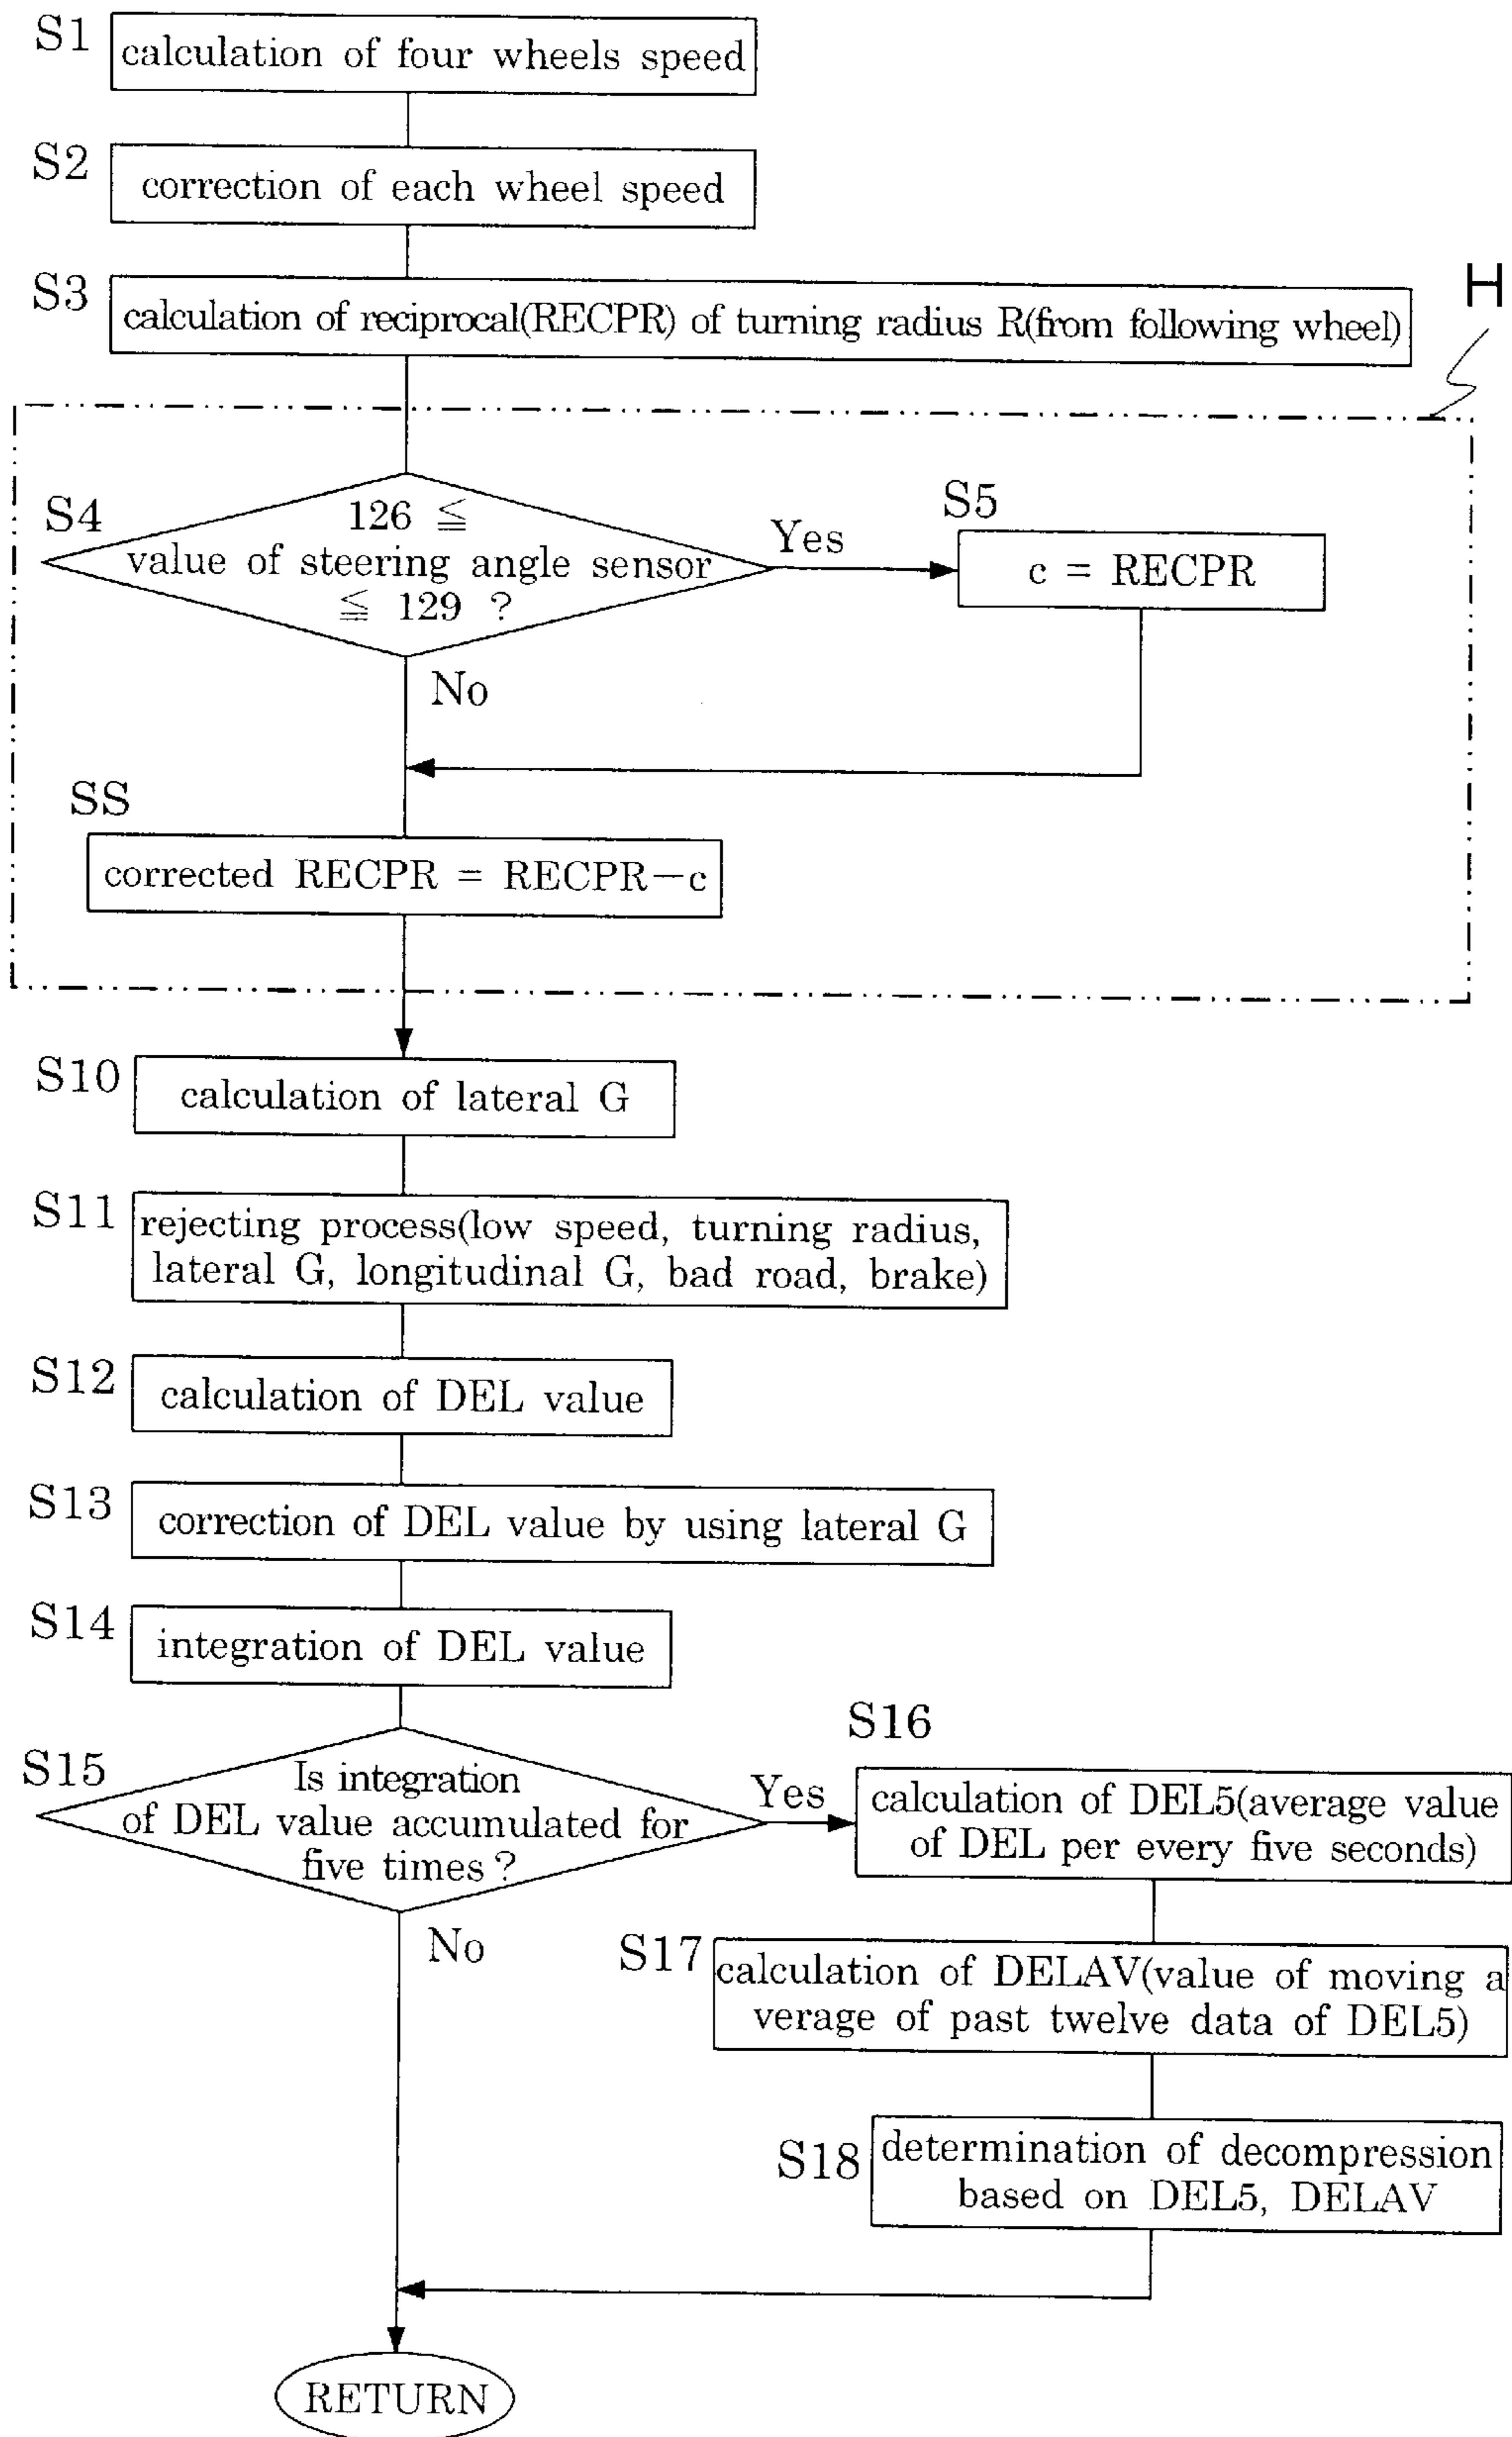 S1
calculation of four wheels speed
S2
correction of each wheel speed
S3
calculation of reciprocal(RECPR) of turning radius R(from following wheel)
H
S4
126 ≦
value of steering angle sensor
≦ 129 ?
Yes
S5
c = RECPR
No
SS
corrected RECPR = RECPR−c
S10
calculation of lateral G
S11
rejecting process(low speed, turning radius,
lateral G, longitudinal G, bad road, brake)
S12
calculation of DEL value
S13
correction of DEL value by using lateral G
S14
integration of DEL value
S15
Is integration
of DEL value accumulated for
five times ?
Yes
S16
calculation of DEL5(average value
of DEL per every five seconds)
No
S17
calculation of DELAV(value of moving a
verage of past twelve data of DEL5)
S18
determination of decompression
based on DEL5, DELAV
RETURN